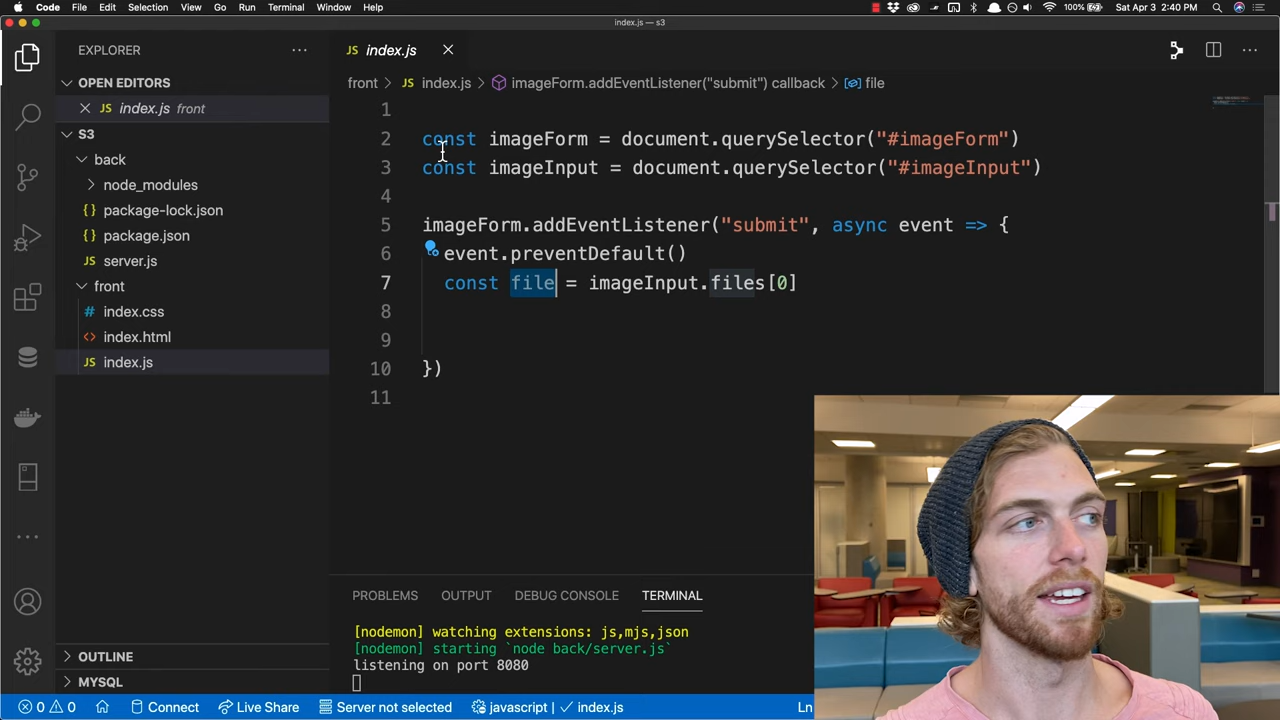 Code File Edit Selection View Go Run Terminal Window Help 100% Sat Apr 3 2:40 PM
index.js — s3
EXPLORER
OPEN EDITORS
JS index.js front
S3
back
node_modules
{} package-lock.json
{} package.json
JS server.js
front
# index.css
<> index.html
JS index.js
OUTLINE
MYSQL
JS index.js
front > JS index.js > imageForm.addEventListener("submit") callback > file
1
2 const imageForm = document.querySelector("#imageForm")
3 const imageInput = document.querySelector("#imageInput")
4
5 imageForm.addEventListener("submit", async event => {
6 event.preventDefault()
7 const file = imageInput.files[0]
8
9
10 })
11
PROBLEMS OUTPUT DEBUG CONSOLE TERMINAL
[nodemon] watching extensions: js,mjs,json
[nodemon] starting `node back/server.js`
listening on port 8080
0 0 Connect Live Share Server not selected javascript | ✓ index.js Ln